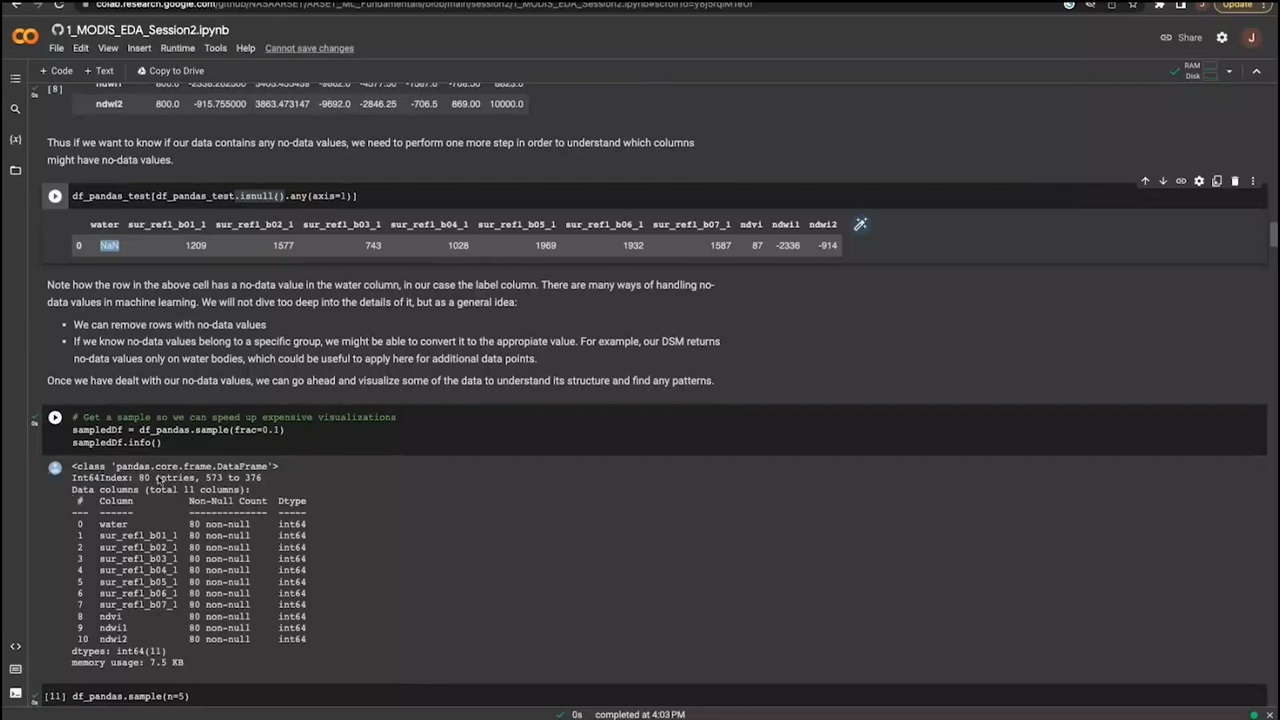 1_MODIS_EDA_Session2.ipynb
File Edit View Insert Runtime Tools Help Cannot save changes
Share
J
Update
+ Code + Text Copy to Drive
RAM
Disk
[8]
ndwi2 800.0 -915.755000 3863.473147 -9692.0 -2846.25 -706.5 869.00 10000.0
Thus if we want to know if our data contains any no-data values, we need to perform one more step in order to understand which columns
might have no-data values.
df_pandas_test[df_pandas_test.isnull().any(axis=1)]
water sur_refl_b01_1 sur_refl_b02_1 sur_refl_b03_1 sur_refl_b04_1 sur_refl_b05_1 sur_refl_b06_1 sur_refl_b07_1 ndvi ndwi1 ndwi2
0 NaN 1209 1577 743 1028 1969 1932 1587 87 -2336 -914
Note how the row in the above cell has a no-data value in the water column, in our case the label column. There are many ways of handling no-
data values in machine learning. We will not dive too deep into the details of it, but as a general idea:
• We can remove rows with no-data values
• If we know no-data values belong to a specific group, we might be able to convert it to the appropiate value. For example, our DSM returns
no-data values only on water bodies, which could be useful to apply here for additional data points.
Once we have dealt with our no-data values, we can go ahead and visualize some of the data to understand its structure and find any patterns.
# Get a sample so we can speed up expensive visualizations
sampledDf = df_pandas.sample(frac=0.1)
sampledDf.info()
<class 'pandas.core.frame.DataFrame'>
Int64Index: 80 entries, 573 to 376
Data columns (total 11 columns):
# Column Non-Null Count Dtype
--- ------ -------------- -----
0 water 80 non-null int64
1 sur_refl_b01_1 80 non-null int64
2 sur_refl_b02_1 80 non-null int64
3 sur_refl_b03_1 80 non-null int64
4 sur_refl_b04_1 80 non-null int64
5 sur_refl_b05_1 80 non-null int64
6 sur_refl_b06_1 80 non-null int64
7 sur_refl_b07_1 80 non-null int64
8 ndvi 80 non-null int64
9 ndwi1 80 non-null int64
10 ndwi2 80 non-null int64
dtypes: int64(11)
memory usage: 7.5 KB
[11] df_pandas.sample(n=5)
0s completed at 4:03PM